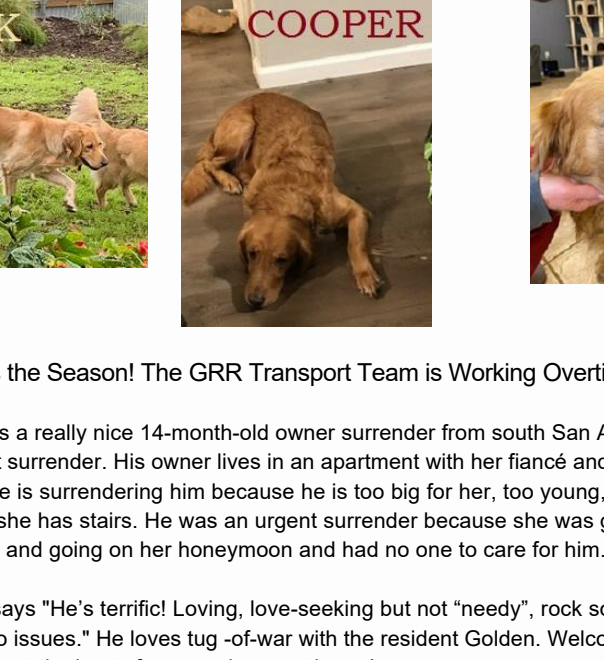 K
COOPER
s the Season! The GRR Transport Team is Working Overti
s a really nice 14-month-old owner surrender from south San A
t surrender. His owner lives in an apartment with her fiancé and
e is surrendering him because he is too big for her, too young,
she has stairs. He was an urgent surrender because she was g
and going on her honeymoon and had no one to care for him.
says "He’s terrific! Loving, love-seeking but not “needy”, rock so
o issues." He loves tug -of-war with the resident Golden. Welco